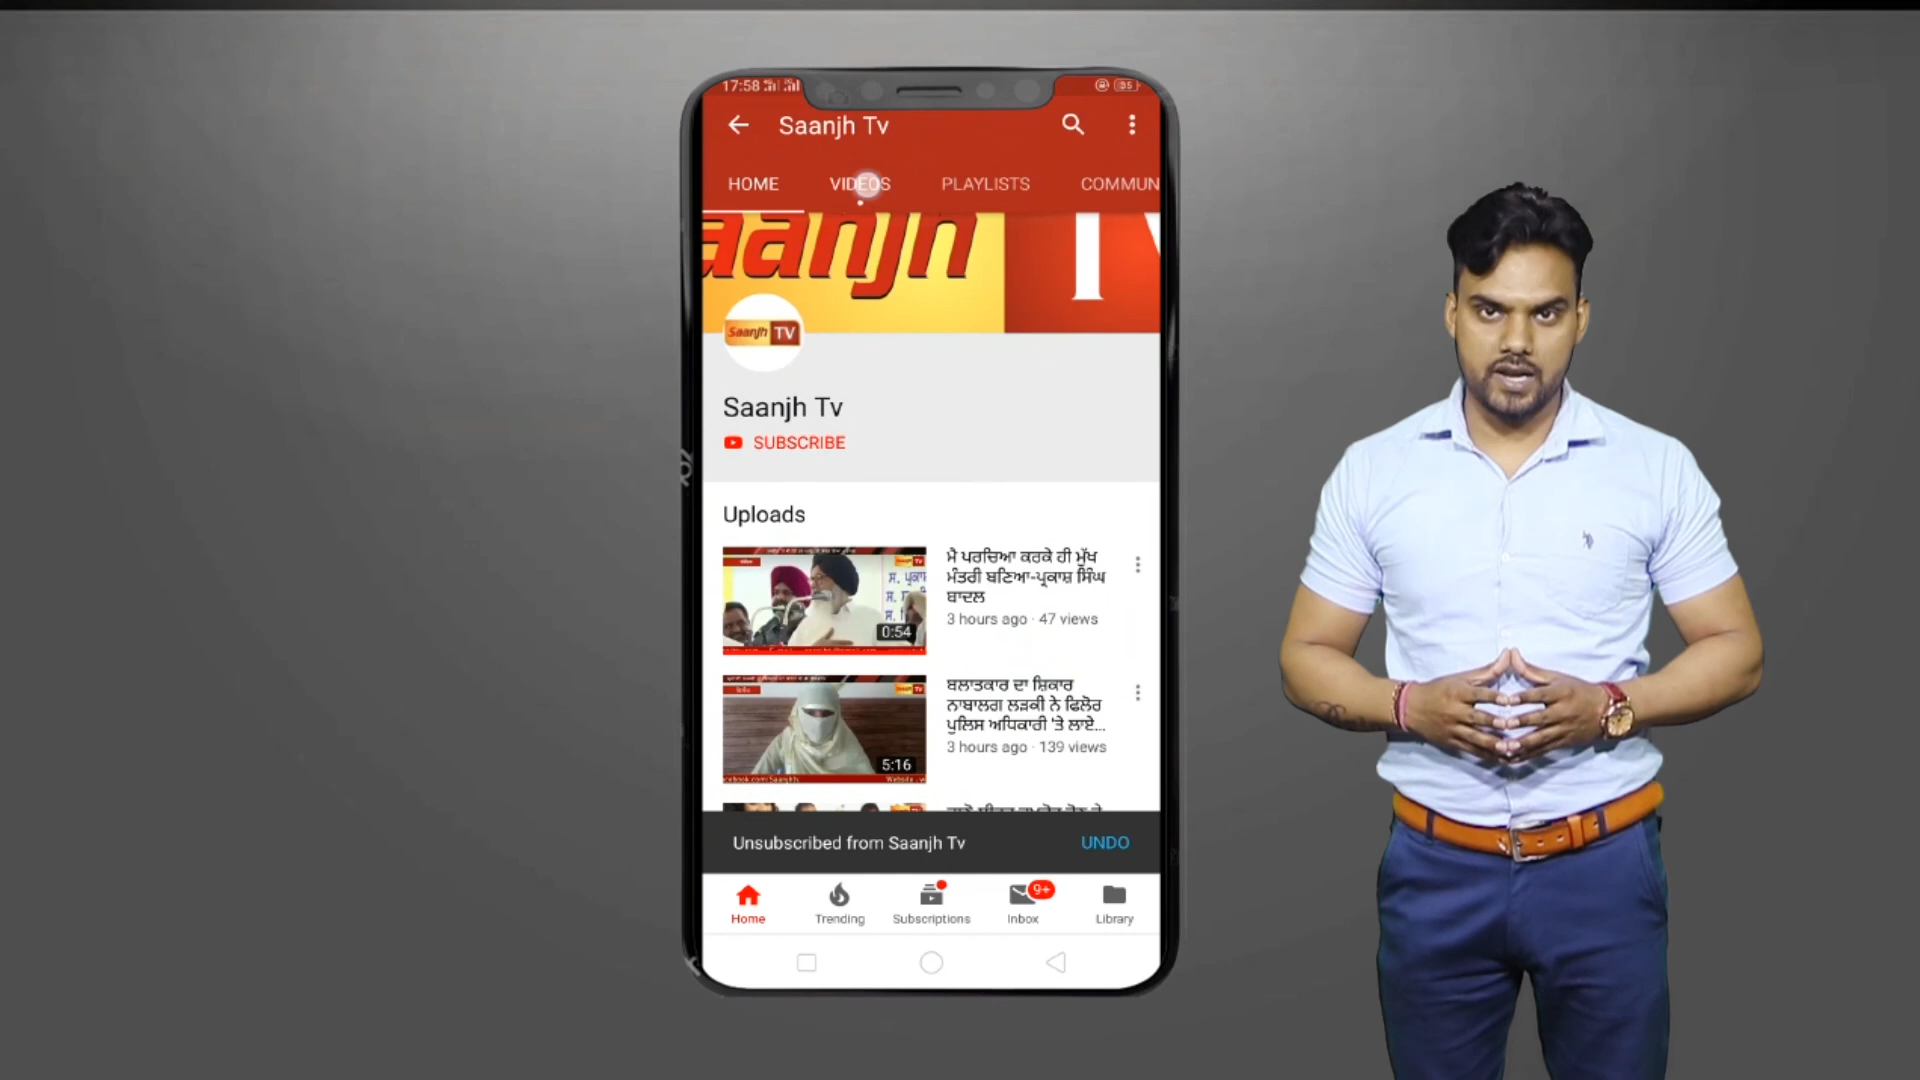 17:58
Saanjh Tv
HOME VIDEOS PLAYLISTS COMMUN
aanjh TV
Saanjh TV
Saanjh Tv
SUBSCRIBE
Uploads
ਮੈ ਪਰਚਿਆ ਕਰਕੇ ਹੀ ਮੁੱਖ
ਮੰਤਰੀ ਬਣਿਆ-ਪ੍ਰਕਾਸ਼ ਸਿੰਘ
ਬਾਦਲ
3 hours ago · 47 views
0:54
ਬਲਾਤਕਾਰ ਦਾ ਸ਼ਿਕਾਰ
ਨਾਬਾਲਗ ਲੜਕੀ ਨੇ ਫਿਲੋਰ
ਪੁਲਿਸ ਅਧਿਕਾਰੀ 'ਤੇ ਲਾਏ...
3 hours ago · 139 views
5:16
Unsubscribed from Saanjh Tv UNDO
9+
Home Trending Subscriptions Inbox Library